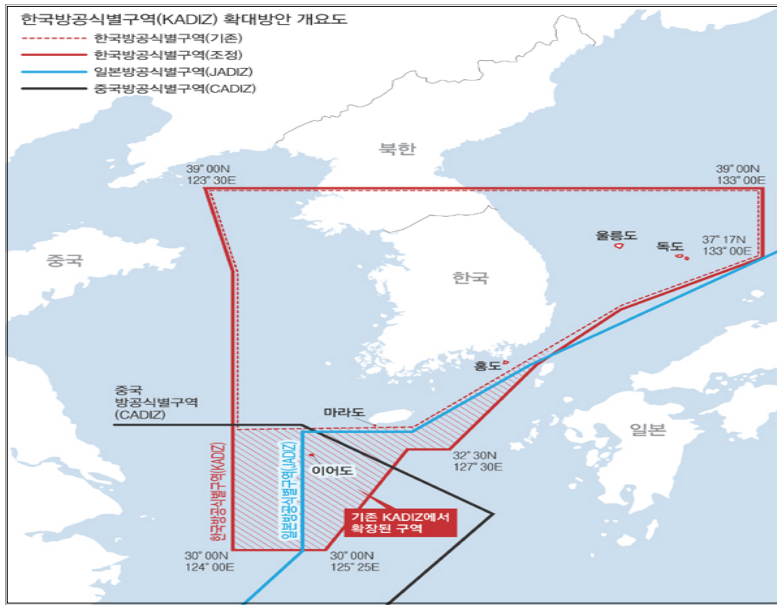 한국방공식별구역(KADIZ) 확대방안 개요도
한국방공식별구역(기존)
한국방공식별구역(조정)
일본방공식별구역(JADIZ)
중국방공식별구역(CADIZ)
북한
39° 00N
123° 30E
39° 00N
133° 00E
울릉도
독도
37° 17N
133° 00E
중국
한국
홍도
중국
방공식별구역
(CADIZ)
마라도
일본
한국방공식별구역(KADIZ)
일본방공식별구역(JADIZ)
이어도
32° 30N
127° 30E
기존 KADIZ에서
확장된 구역
30° 00N
124° 00E
30° 00N
125° 25E